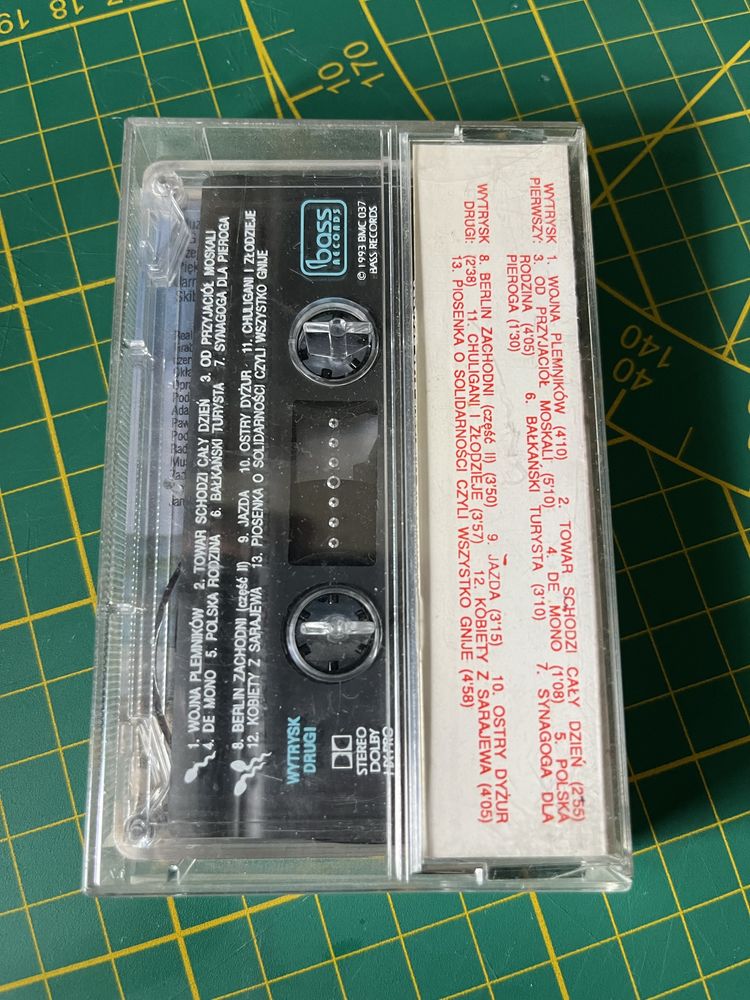 WYTRYSK PIERWSZY:
1. WOJNA PLEMNIKÓW (4'10) 2. TOWAR SCHODZI CAŁY DZIEŃ (2'55)
3. OD PRZYJACIÓŁ MOSKALI (5'10) 4. DE MONO (1'08) 5. POLSKA
RODZINA (4'05) 6. BAŁKAŃSKI TURYSTA (3'10) 7. SYNAGOGA DLA
PIEROGA (1'30)
WYTRYSK DRUGI:
8. BERLIN ZACHODNI (część II) (3'50) 9. JAZDA (3'15) 10. OSTRY DYŻUR
(2'38) 11. CHULIGANI I ZŁODZIEJE (3'57) 12. KOBIETY Z SARAJEWA (4'05)
13. PIOSENKA O SOLIDARNOŚCI CZYLI WSZYSTKO GNIJE (4'58)
bass
RECORDS
© 1993 BMC 037
BASS RECORDS
WYTRYSK
DRUGI
STEREO
DOLBY
HX PRO
1. WOJNA PLEMNIKÓW 2. TOWAR SCHODZI CAŁY DZIEŃ 3. OD PRZYJACIÓŁ MOSKALI
4. DE MONO 5. POLSKA RODZINA 6. BAŁKAŃSKI TURYSTA 7. SYNAGOGA DLA PIEROGA
8. BERLIN ZACHODNI (część II) 9. JAZDA 10. OSTRY DYŻUR 11. CHULIGANI I ZŁODZIEJE
12. KOBIETY Z SARAJEWA 13. PIOSENKA O SOLIDARNOŚCI CZYLI WSZYSTKO GNIJE
17 18 19
10
170
40
140